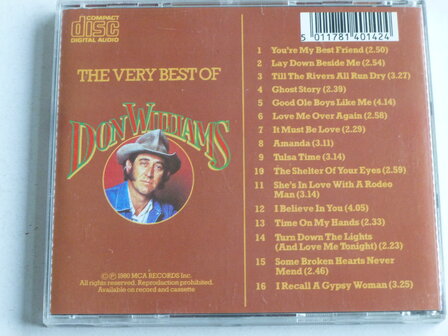 COMPACT
disc
DIGITAL AUDIO
THE VERY BEST OF
DON WILLIAMS
℗ 1980 MCA RECORDS Inc.
All rights reserved. Reproduction prohibited.
Available on record and cassette
5 011781 401424
1 You're My Best Friend (2.50)
2 Lay Down Beside Me (2.54)
3 Till The Rivers All Run Dry (3.27)
4 Ghost Story (2.39)
5 Good Ole Boys Like Me (4.14)
6 Love Me Over Again (2.58)
7 It Must Be Love (2.29)
8 Amanda (3.11)
9 Tulsa Time (3.14)
10 The Shelter Of Your Eyes (2.59)
11 She's In Love With A Rodeo
Man (3.14)
12 I Believe In You (4.05)
13 Time On My Hands (2.33)
14 Turn Down The Lights
(And Love Me Tonight) (2.23)
15 Some Broken Hearts Never
Mend (2.46)
16 I Recall A Gypsy Woman (3.25)